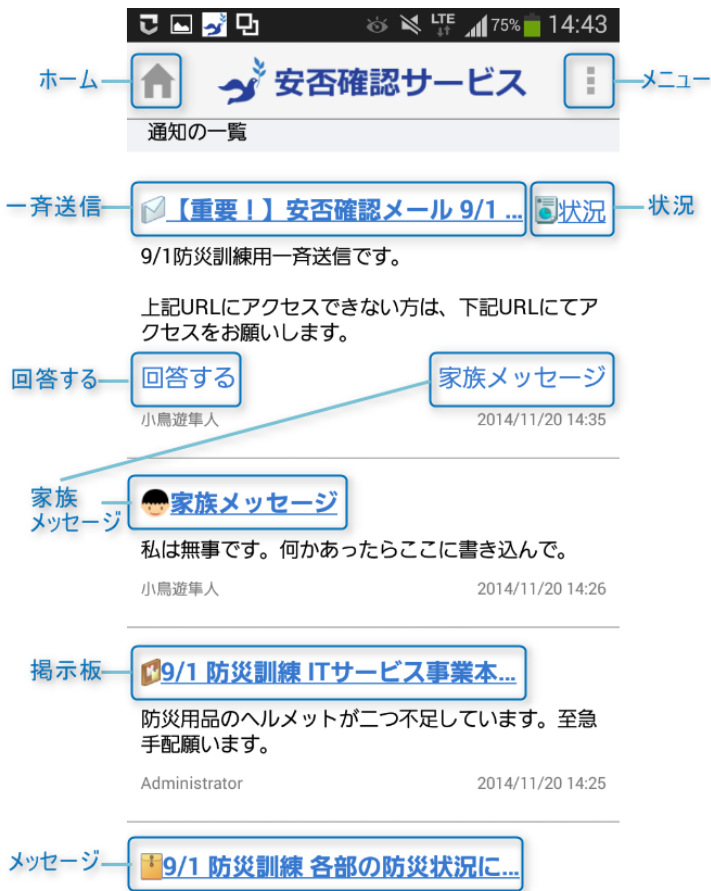 LTE 75% 14:43
ホーム
安否確認サービス
メニュー
通知の一覧
一斉送信
【重要！】安否確認メール 9/1 ...
状況
状況
9/1防災訓練用一斉送信です。
上記URLにアクセスできない方は、下記URLにてア
クセスをお願いします。
回答する
回答する
家族メッセージ
小鳥遊隼人
2014/11/20 14:35
家族
メッセージ
家族メッセージ
私は無事です。何かあったらここに書き込んで。
小鳥遊隼人
2014/11/20 14:26
掲示板
9/1 防災訓練 ITサービス事業本...
防災用品のヘルメットが二つ不足しています。至急
手配願います。
Administrator
2014/11/20 14:25
メッセージ
9/1 防災訓練 各部の防災状況に...